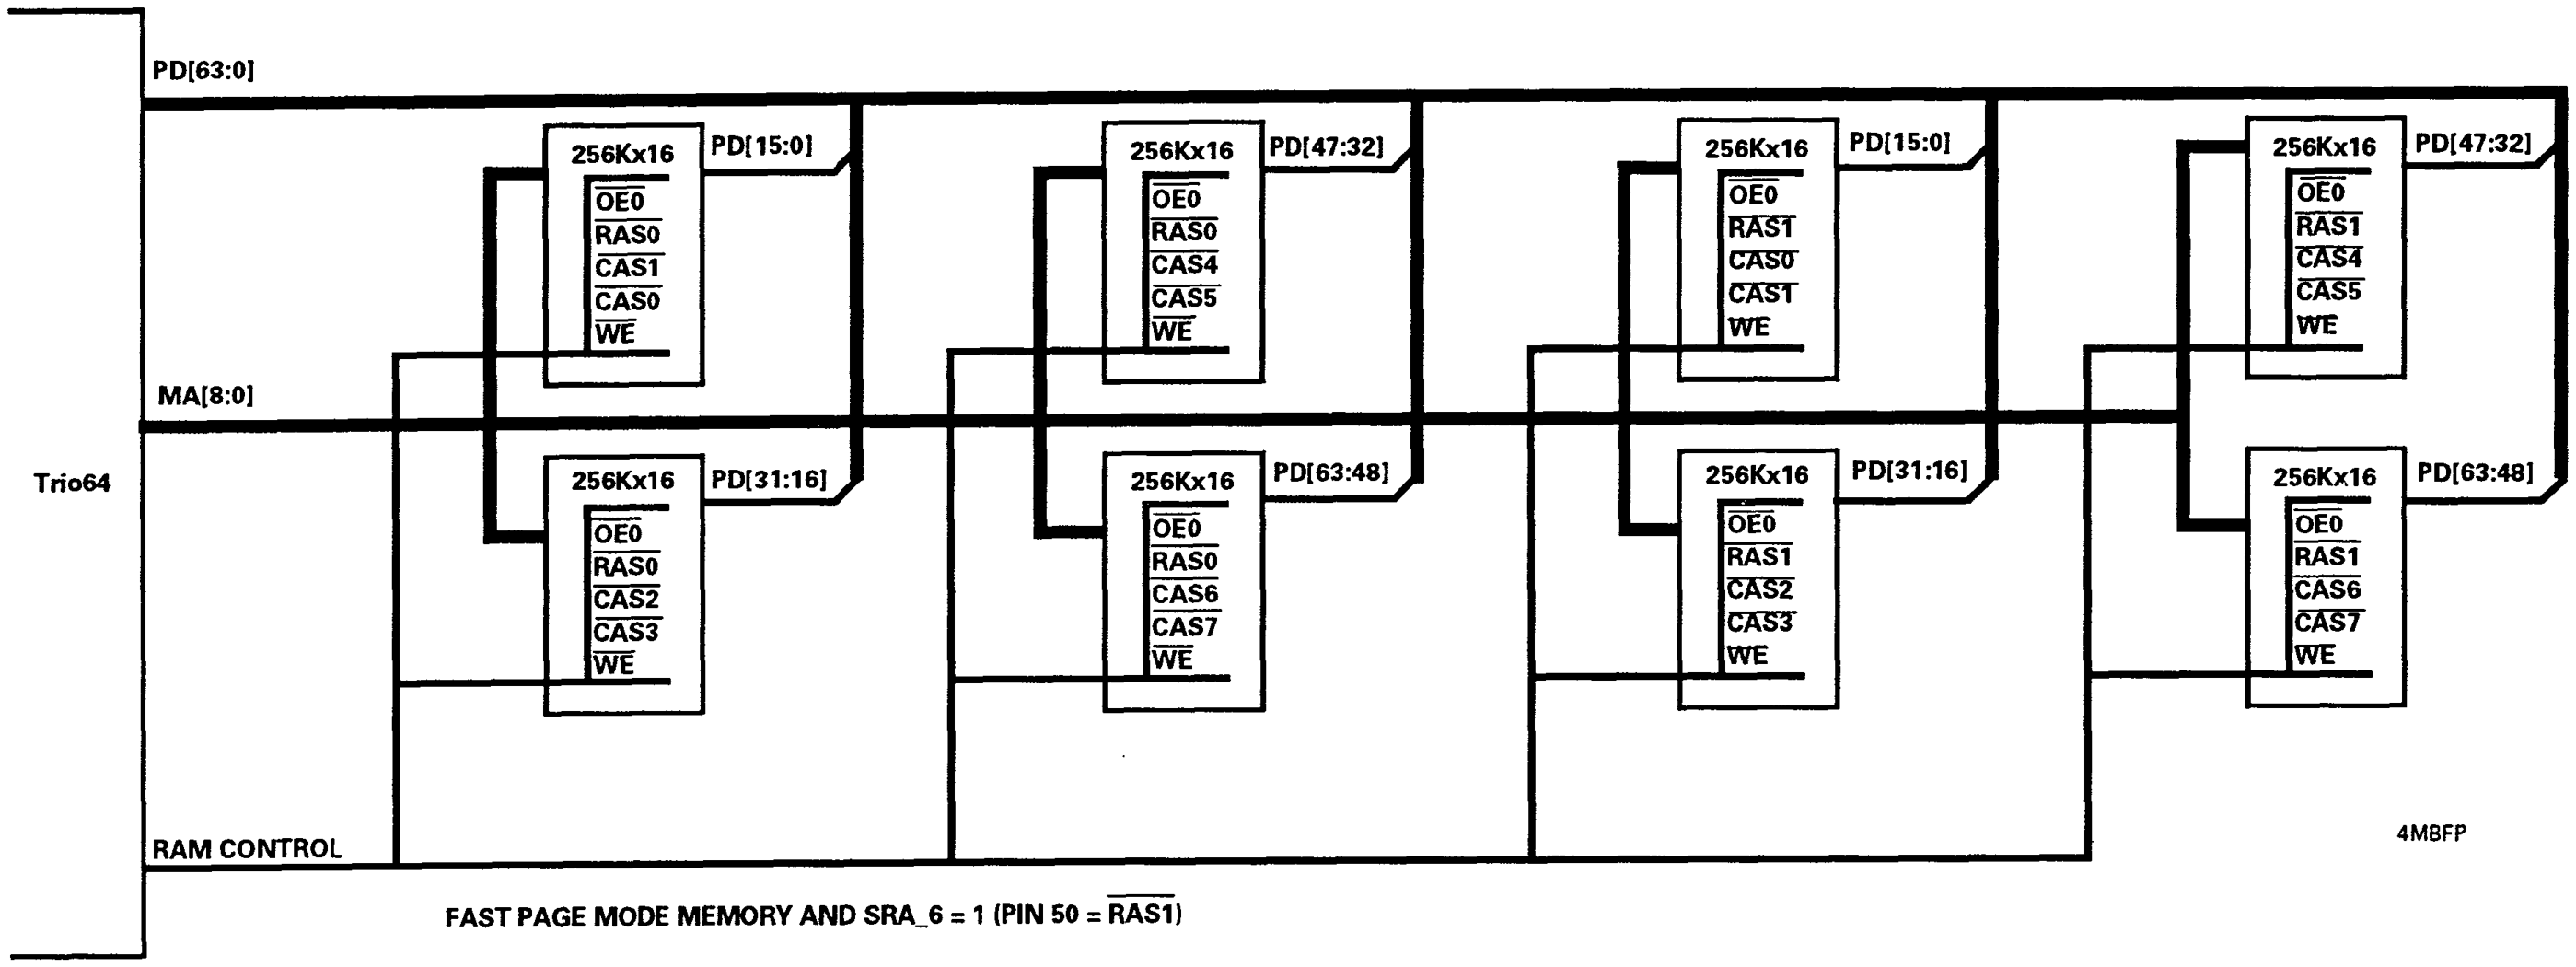 PD[63:0]
256Kx16
OE0
RAS0
CAS1
CAS0
WE
PD[15:0]
256Kx16
OE0
RAS0
CAS4
CAS5
WE
PD[47:32]
256Kx16
OE0
RAS1
CAS0
CAS1
WE
PD[15:0]
256Kx16
OE0
RAS1
CAS4
CAS5
WE
PD[47:32]
MA[8:0]
Trio64
256Kx16
OE0
RAS0
CAS2
CAS3
WE
PD[31:16]
256Kx16
OE0
RAS0
CAS6
CAS7
WE
PD[63:48]
256Kx16
OE0
RAS1
CAS2
CAS3
WE
PD[31:16]
256Kx16
OE0
RAS1
CAS6
CAS7
WE
PD[63:48]
RAM CONTROL
4MBFP
FAST PAGE MODE MEMORY AND SRA_6 = 1 (PIN 50 = RAS1)